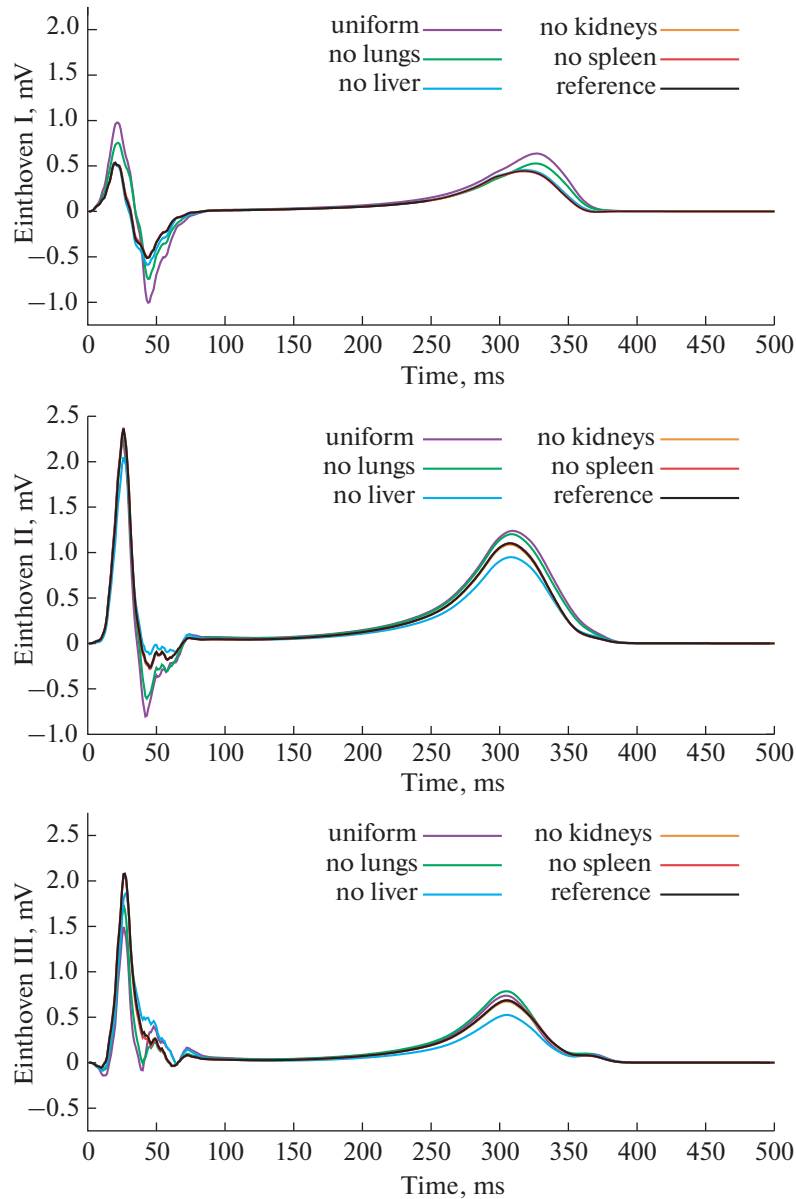 2.0
1.5
1.0
0.5
0
−0.5
−1.0
Einthoven I, mV
uniform
no lungs
no liver
no kidneys
no spleen
reference
0 50 100 150 200 250 300 350 400 450 500
Time, ms
2.5
2.0
1.5
1.0
0.5
0
−0.5
−1.0
Einthoven II, mV
uniform
no lungs
no liver
no kidneys
no spleen
reference
0 50 100 150 200 250 300 350 400 450 500
Time, ms
2.5
2.0
1.5
1.0
0.5
0
−0.5
Einthoven III, mV
uniform
no lungs
no liver
no kidneys
no spleen
reference
0 50 100 150 200 250 300 350 400 450 500
Time, ms